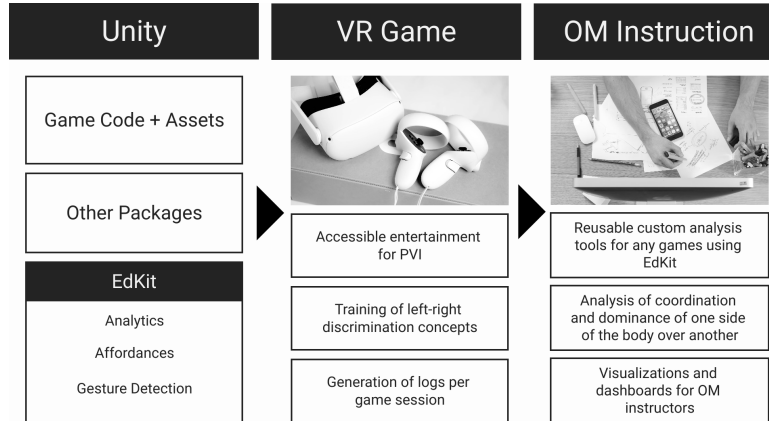 Unity
Game Code + Assets
Other Packages
EdKit
Analytics
Affordances
Gesture Detection
VR Game
Accessible entertainment
for PVI
Training of left-right
discrimination concepts
Generation of logs per
game session
OM Instruction
Reusable custom analysis
tools for any games using
EdKit
Analysis of coordination
and dominance of one side
of the body over another
Visualizations and
dashboards for OM
instructors